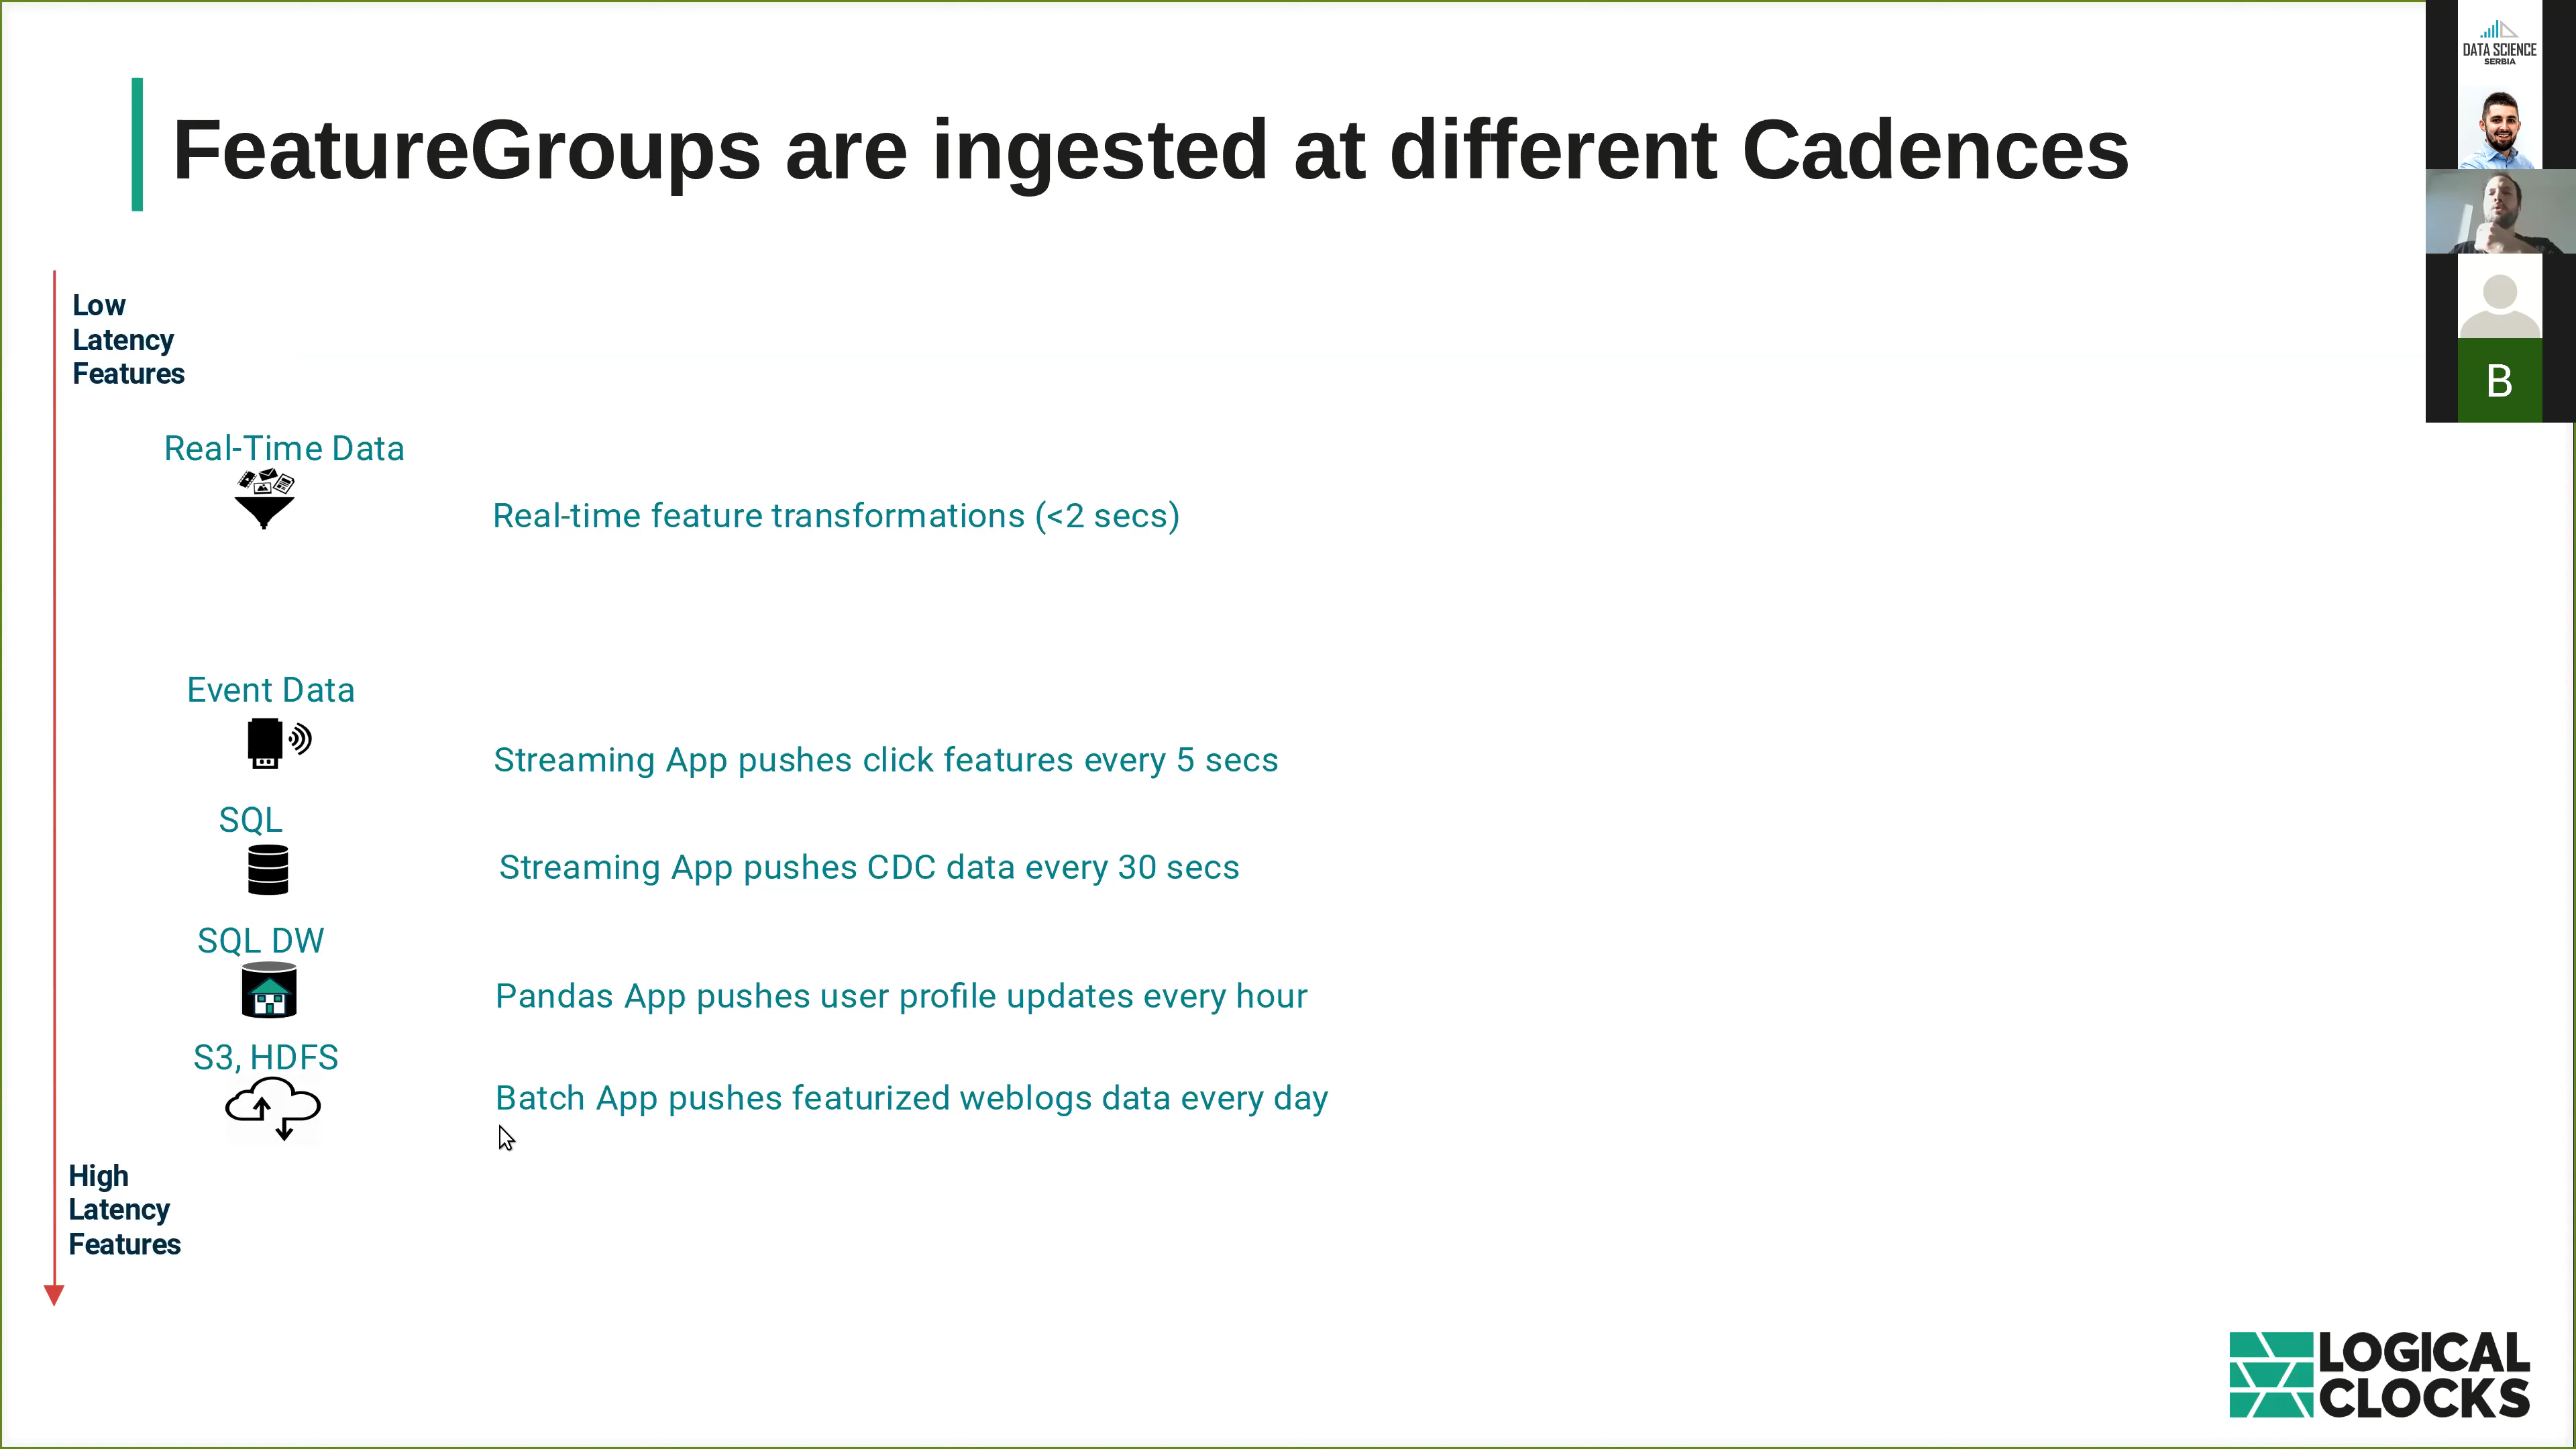 FeatureGroups are ingested at different Cadences
DATA SCIENCE
SERBIA
B
Low
Latency
Features
Real-Time Data
Real-time feature transformations (<2 secs)
Event Data
Streaming App pushes click features every 5 secs
SQL
Streaming App pushes CDC data every 30 secs
SQL DW
Pandas App pushes user profile updates every hour
S3, HDFS
Batch App pushes featurized weblogs data every day
High
Latency
Features
LOGICAL
CLOCKS